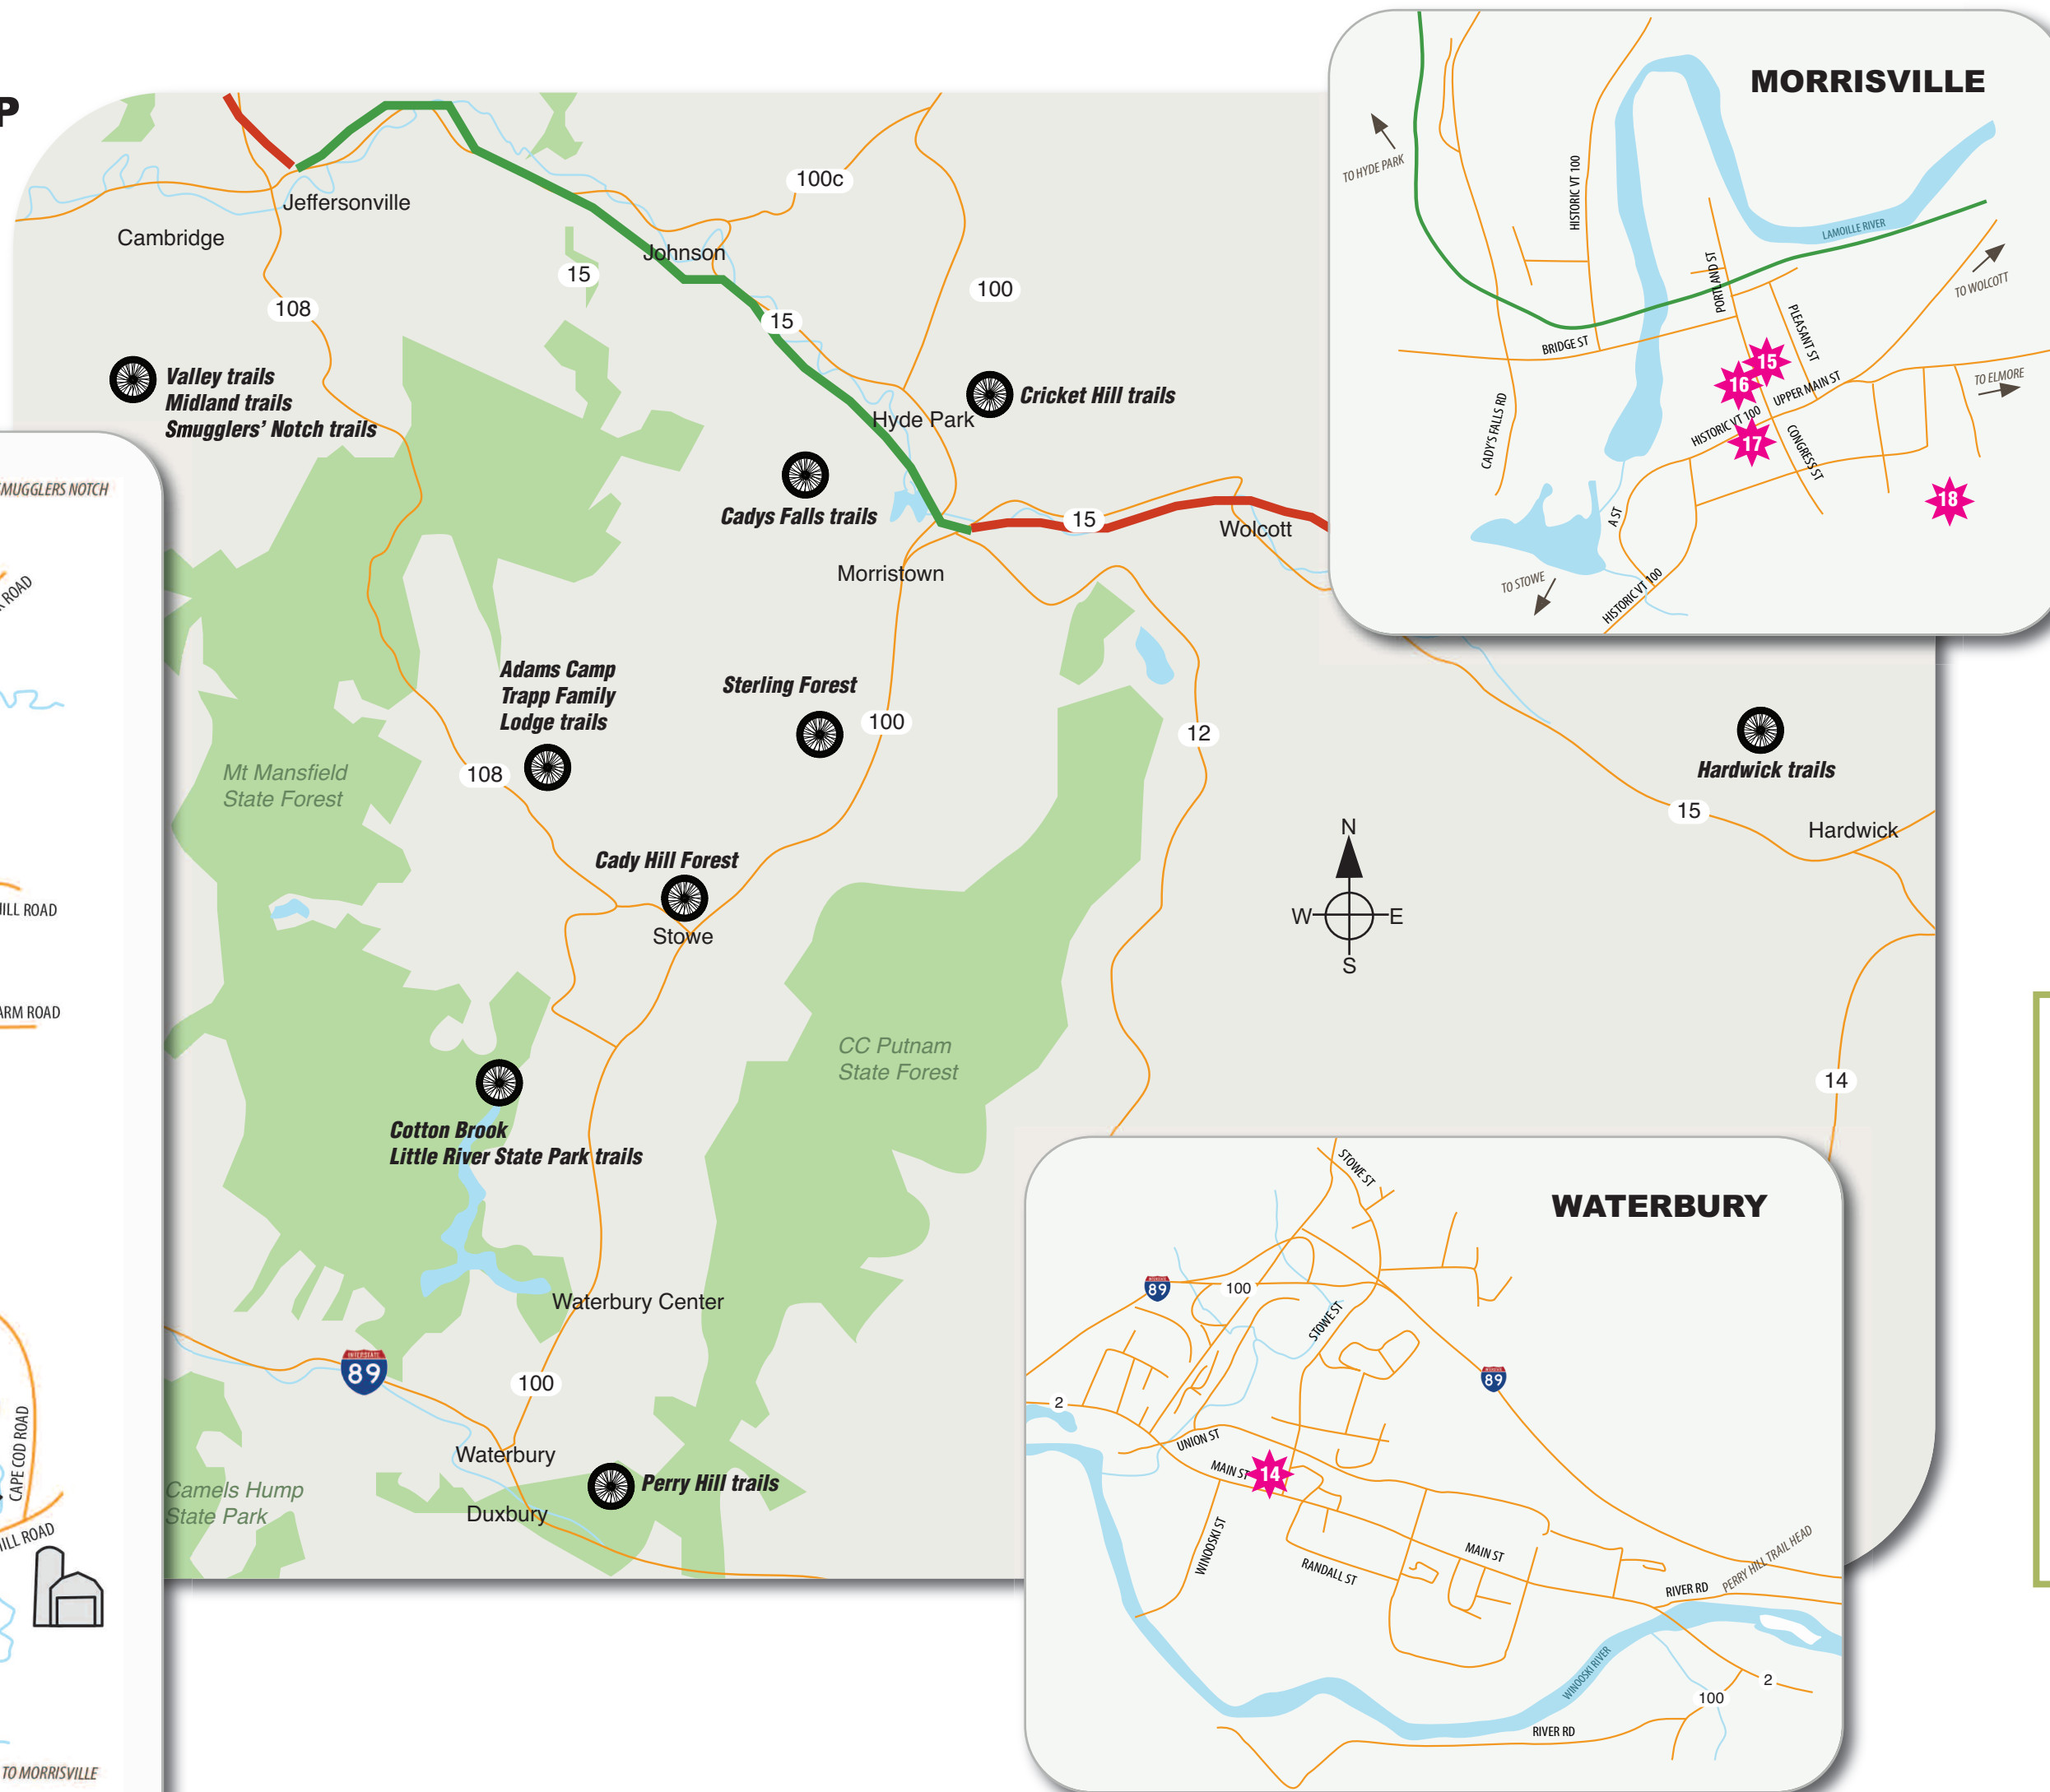 P
MORRISVILLE
TO HYDE PARK
HISTORIC VT 100
LAMOILLE RIVER
PORTLAND ST
TO WOLCOTT
PLEASANT ST
BRIDGE ST
15
16
TO ELMORE
UPPER MAIN ST
HISTORIC VT 100
17
CADY'S FALLS RD
CONGRESS ST
18
A ST
TO STOWE
HISTORIC VT 100
100c
Jeffersonville
Cambridge
Johnson
15
100
108
15
Valley trails
Midland trails
Smugglers' Notch trails
Cricket Hill trails
Hyde Park
Cadys Falls trails
15
Wolcott
Morristown
MUGGLERS NOTCH
ROAD
Adams Camp
Trapp Family
Lodge trails
Sterling Forest
100
12
Hardwick trails
Mt Mansfield
State Forest
108
15
Hardwick
N
W
E
S
Cady Hill Forest
Stowe
HILL ROAD
ARM ROAD
CC Putnam
State Forest
14
Cotton Brook
Little River State Park trails
Waterbury Center
INTERSTATE
89
100
Waterbury
Perry Hill trails
Duxbury
Camels Hump
State Park
CAPE COD ROAD
HILL ROAD
TO MORRISVILLE
WATERBURY
STOWE ST
89
100
STOWE ST
89
2
UNION ST
MAIN ST
14
WINOOSKI ST
RANDALL ST
MAIN ST
RIVER RD
PERRY HILL TRAIL HEAD
WINOOSKI RIVER
2
100
RIVER RD